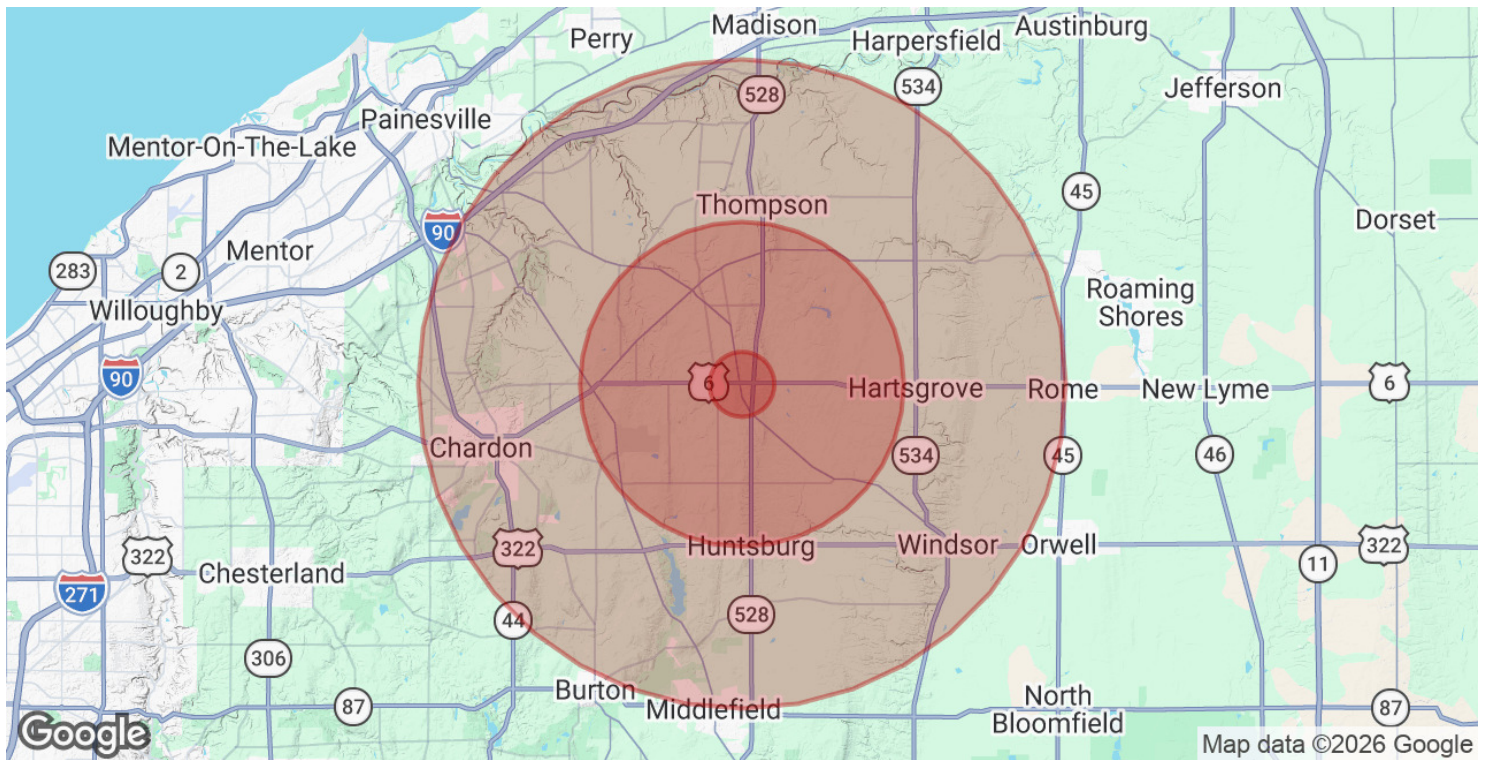 Madison
Austinburg
Perry
Harpersfield
528
534
Jefferson
Painesville
Mentor-On-The-Lake
45
Thompson
Dorset
90
Mentor
283
2
Roaming
Shores
Willoughby
90
6
Hartsgrove
Rome
New Lyme
6
Chardon
534
45
46
322
322
Huntsburg
Windsor
Orwell
322
Chesterland
11
271
44
528
306
Burton
Middlefield
North
Bloomfield
87
87
Google
Map data ©2026 Google